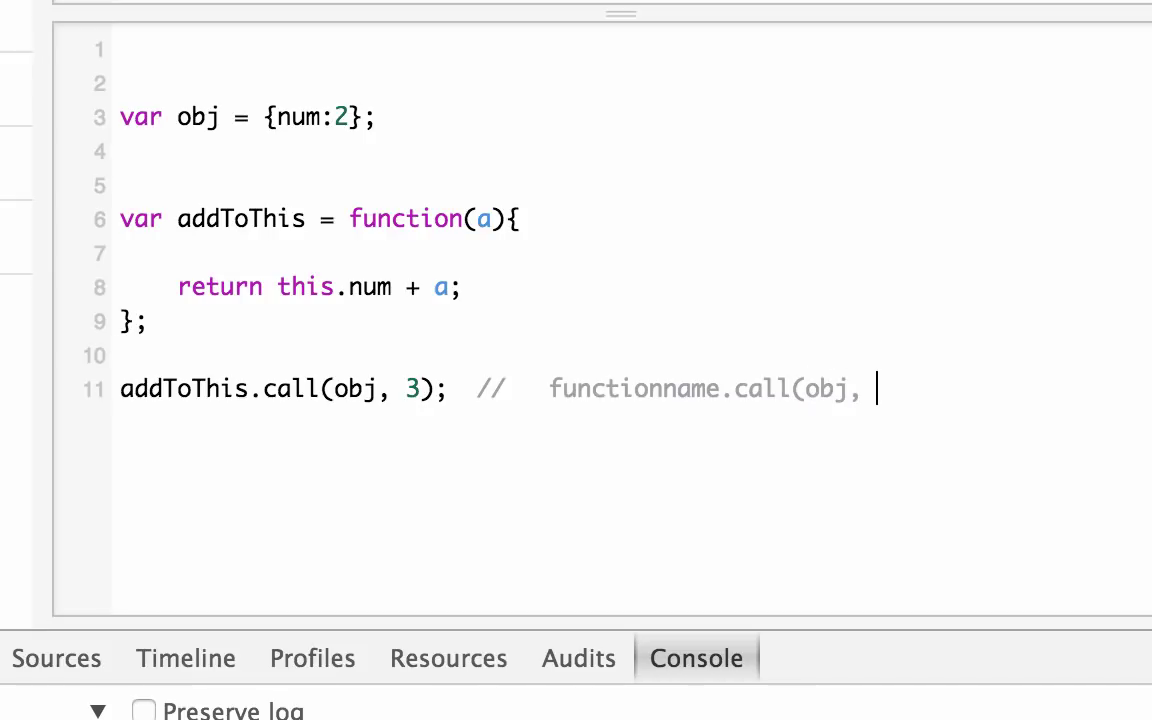 1
2
3 var obj = {num:2};
4
5
6 var addToThis = function(a){
7
8 return this.num + a;
9 };
10
11 addToThis.call(obj, 3); // functionname.call(obj,
Sources Timeline Profiles Resources Audits Console
▼ Preserve log